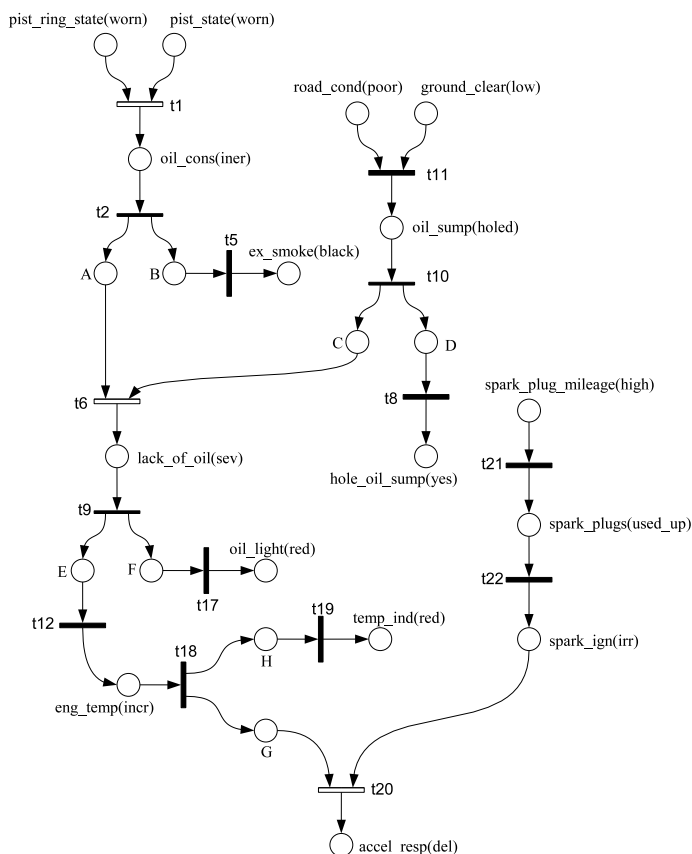 pist_ring_state(worn) pist_state(worn)
t1
road_cond(poor) ground_clear(low)
oil_cons(iner)
t11
t2
oil_sump(holed)
t5
ex_smoke(black)
A B
t10
C D
t6
t8
spark_plug_mileage(high)
lack_of_oil(sev)
hole_oil_sump(yes)
t21
t9
spark_plugs(used_up)
oil_light(red)
E F
t22
t17
t12
t19
temp_ind(red)
t18
H
spark_ign(irr)
eng_temp(incr)
G
t20
accel_resp(del)